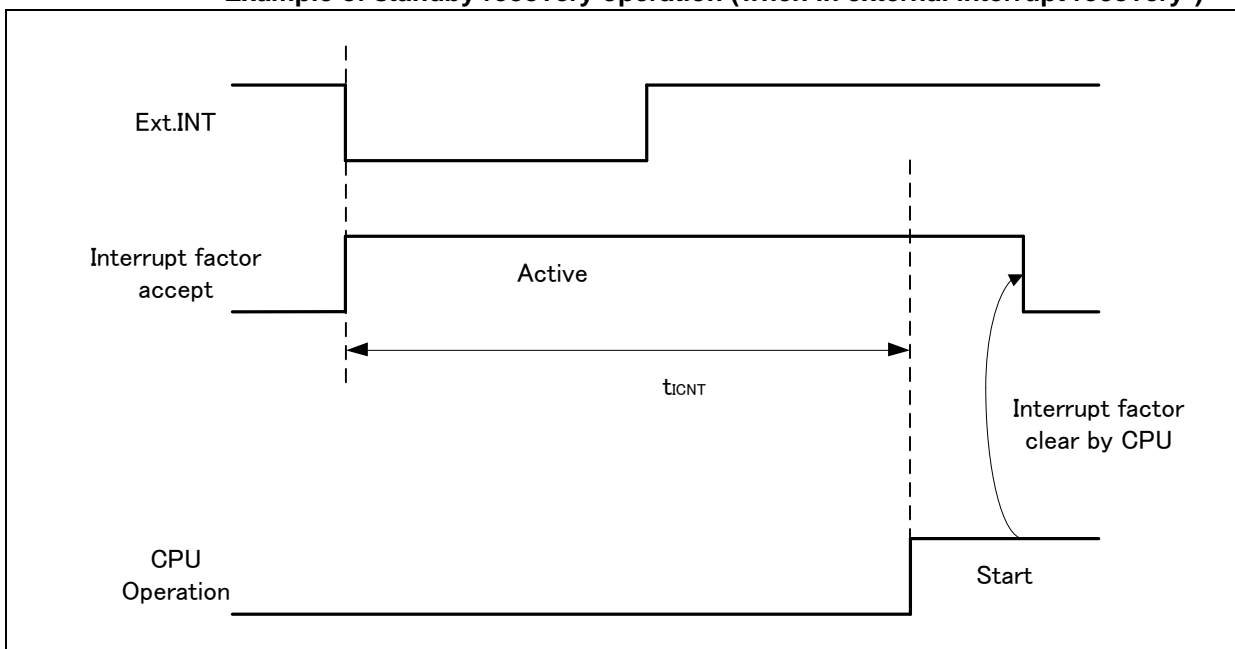 Ext.INT
Interrupt factor
accept
Active
tICNT
Interrupt factor
clear by CPU
CPU
Operation
Start